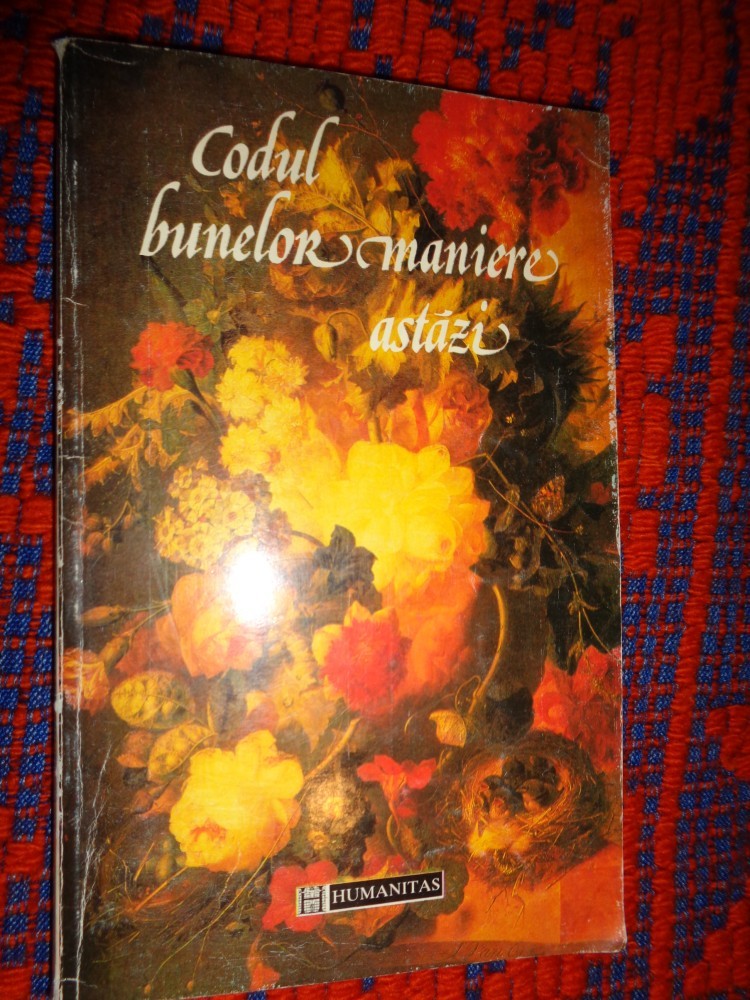 Codul
bunelor maniere
astăzi
HUMANITAS